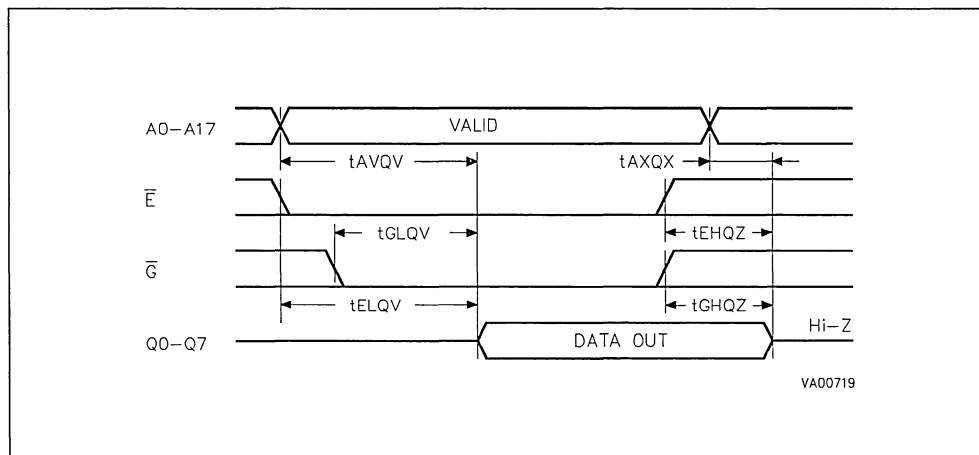 A0-A17
VALID
tAVQV
tAXQX
E̅
tGLQV
tEHQZ
G̅
tELQV
tGHQZ
Q0-Q7
DATA OUT
Hi-Z
VA00719